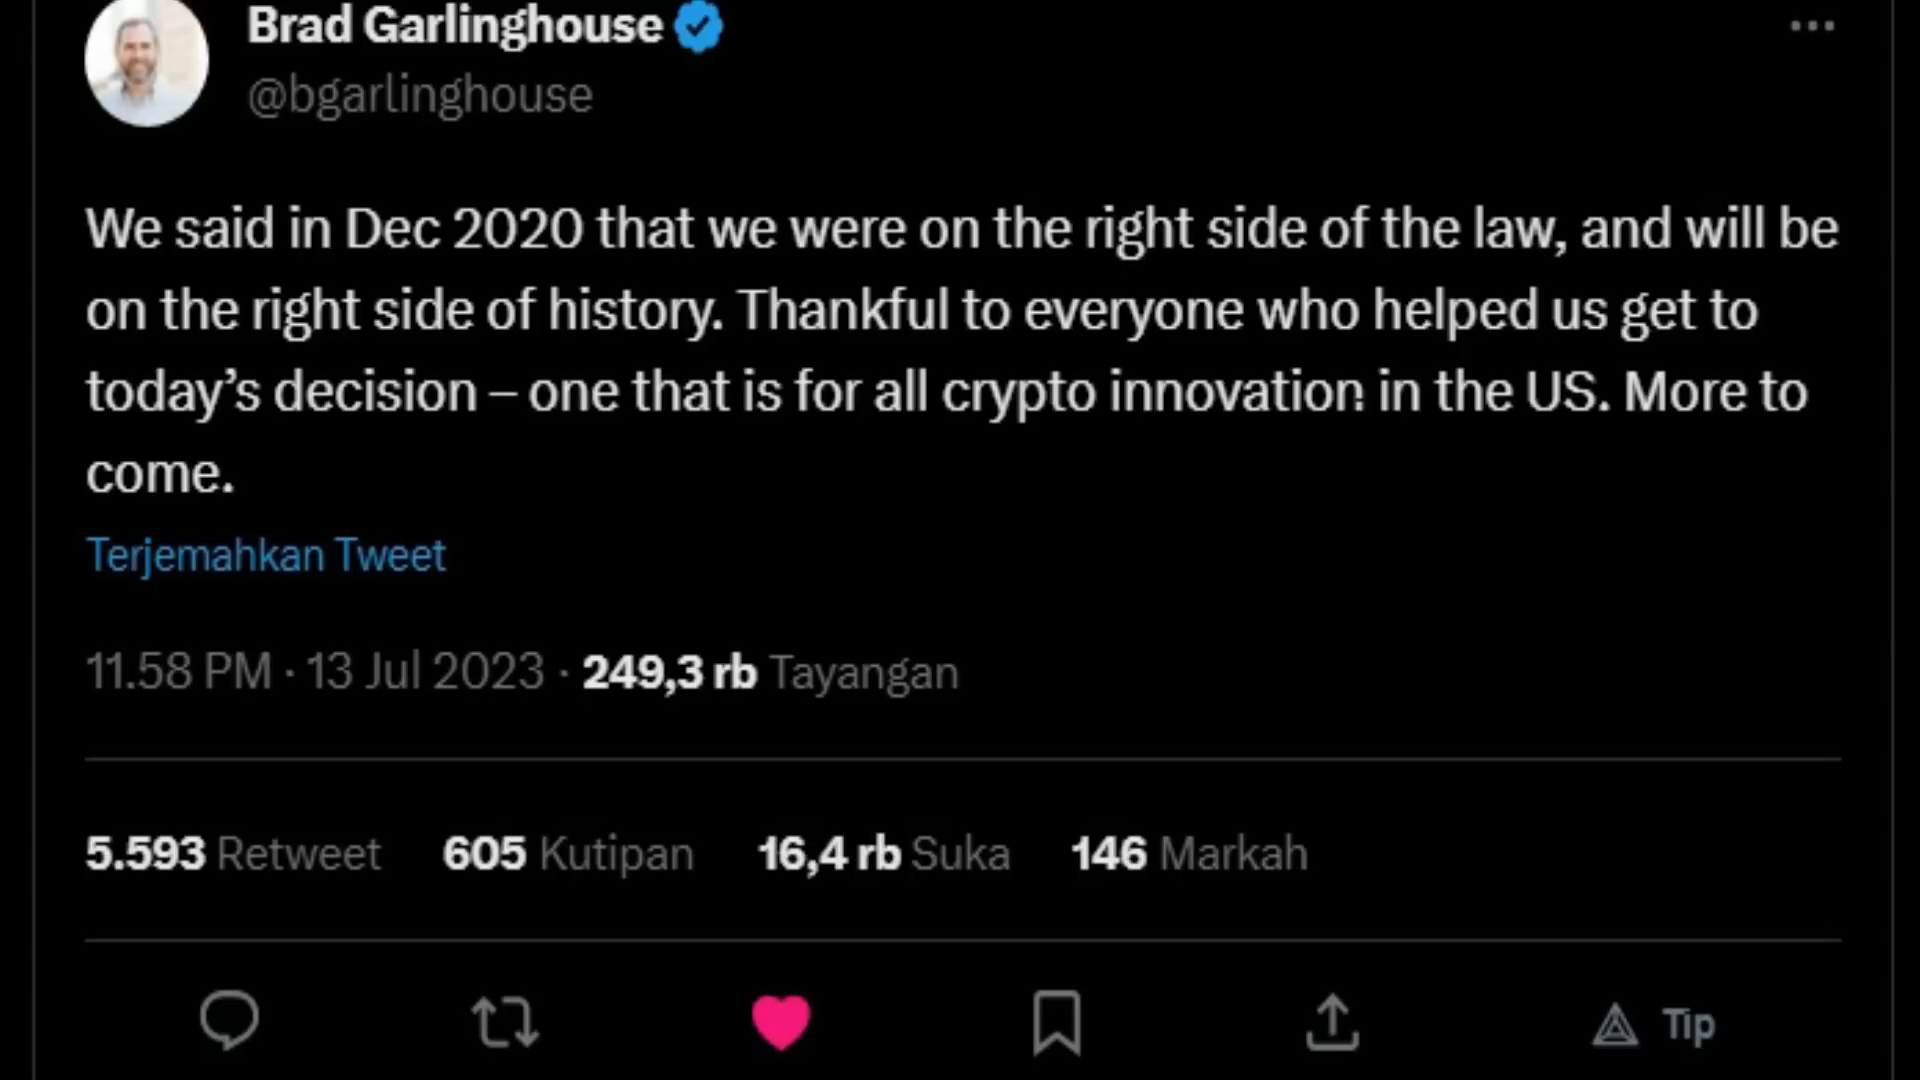 Brad Garlinghouse
@bgarlinghouse
We said in Dec 2020 that we were on the right side of the law, and will be
on the right side of history. Thankful to everyone who helped us get to
today’s decision – one that is for all crypto innovation in the US. More to
come.
Terjemahkan Tweet
11.58 PM · 13 Jul 2023 · 249,3 rb Tayangan
5.593 Retweet 605 Kutipan 16,4 rb Suka 146 Markah
Tip